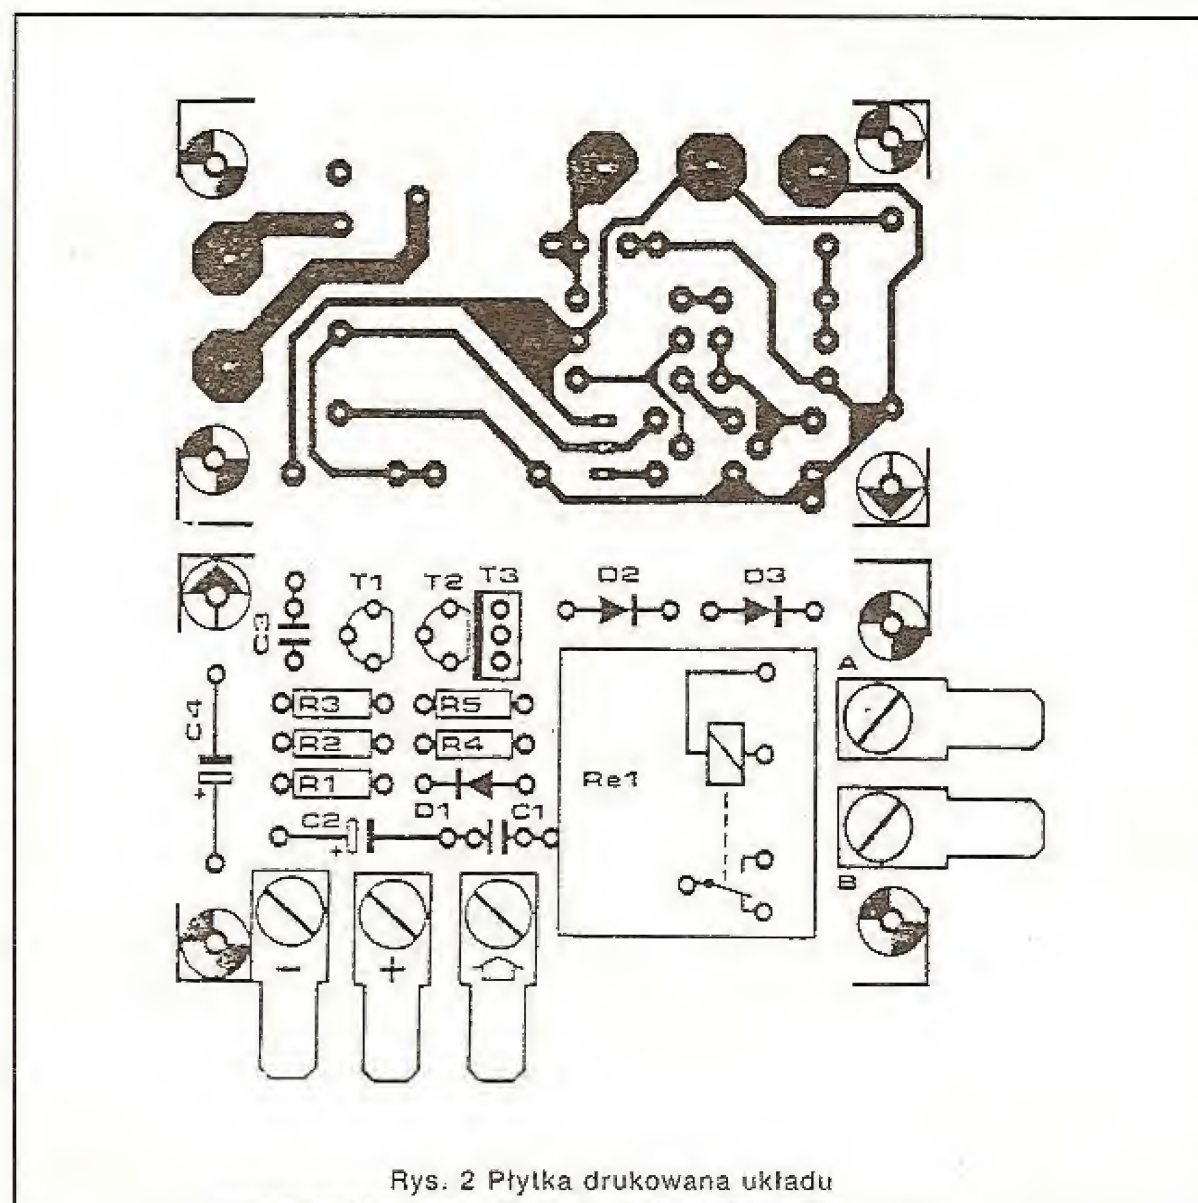 T1 T2 T3 D2 D3
C3
A
C4
R3 R5
R2 R4
R1
Re1
D1 C1
C2
+
+
B
- +
Rys. 2 Płytka drukowana układu